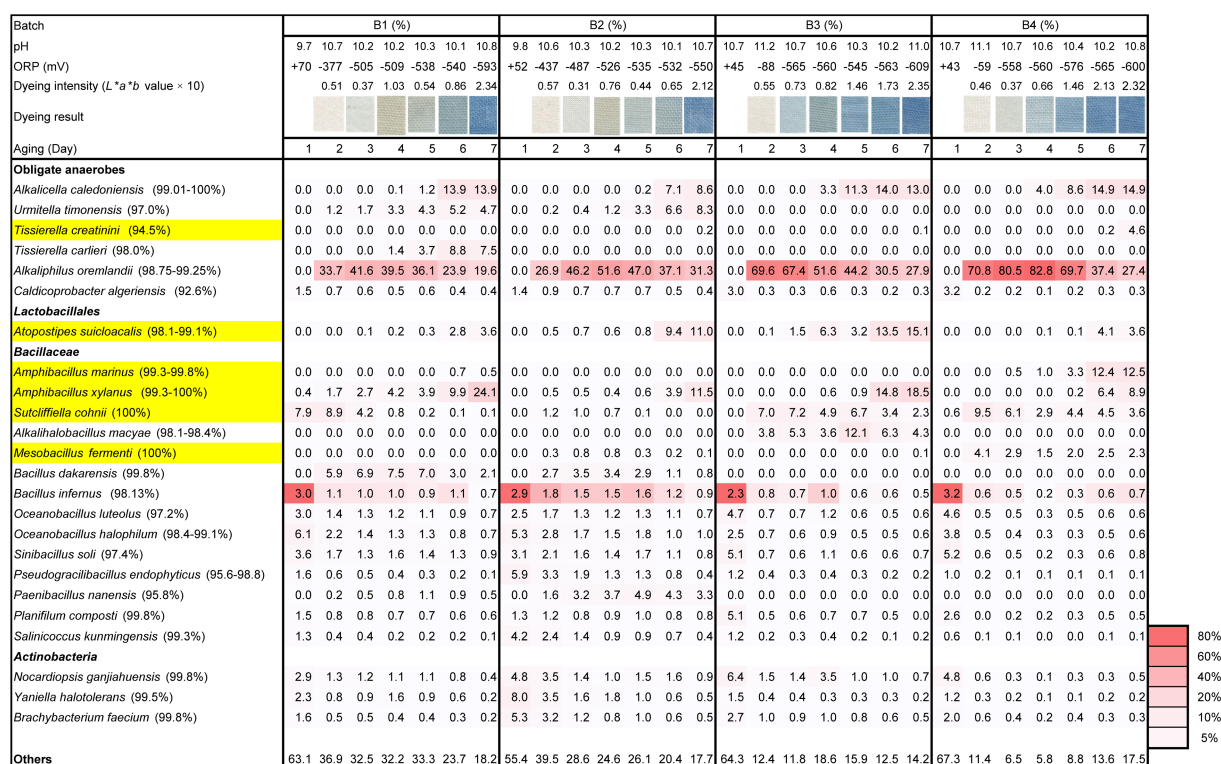 Batch B1 (%) B2 (%) B3 (%) B4 (%)
pH 9.7 10.7 10.2 10.2 10.3 10.1 10.8 9.8 10.6 10.3 10.2 10.3 10.1 10.7 10.7 11.2 10.7 10.6 10.3 10.2 11.0 10.7 11.1 10.7 10.6 10.4 10.2 10.8
ORP (mV) +70 -377 -505 -509 -538 -540 -593 +52 -437 -487 -526 -535 -532 -550 +45 -88 -565 -560 -545 -563 -609 +43 -59 -558 -560 -576 -565 -600
Dyeing intensity (L*a*b value × 10) 0.51 0.37 1.03 0.54 0.86 2.34 0.57 0.31 0.76 0.44 0.65 2.12 0.55 0.73 0.82 1.46 1.73 2.35 0.46 0.37 0.66 1.46 2.13 2.32
Dyeing result
Aging (Day) 1 2 3 4 5 6 7 1 2 3 4 5 6 7 1 2 3 4 5 6 7 1 2 3 4 5 6 7
Obligate anaerobes
Alkalicella caledoniensis (99.01-100%) 0.0 0.0 0.0 0.1 1.2 13.9 13.9 0.0 0.0 0.0 0.0 0.2 7.1 8.6 0.0 0.0 0.0 3.3 11.3 14.0 13.0 0.0 0.0 0.0 4.0 8.6 14.9 14.9
Urmitella timonensis (97.0%) 0.0 1.2 1.7 3.3 4.3 5.2 4.7 0.0 0.2 0.4 1.2 3.3 6.6 8.3 0.0 0.0 0.0 0.0 0.0 0.0 0.0 0.0 0.0 0.0 0.0 0.0 0.0 0.0
Tissierella creatinini (94.5%) 0.0 0.0 0.0 0.0 0.0 0.0 0.0 0.0 0.0 0.0 0.0 0.0 0.0 0.2 0.0 0.0 0.0 0.0 0.0 0.0 0.1 0.0 0.0 0.0 0.0 0.0 0.2 4.6
Tissierella carlieri (98.0%) 0.0 0.0 0.0 1.4 3.7 8.8 7.5 0.0 0.0 0.0 0.0 0.0 0.0 0.0 0.0 0.0 0.0 0.0 0.0 0.0 0.0 0.0 0.0 0.0 0.0 0.0 0.0 0.0
Alkaliphilus oremlandii (98.75-99.25%) 0.0 33.7 41.6 39.5 36.1 23.9 19.6 0.0 26.9 46.2 51.6 47.0 37.1 31.3 0.0 69.6 67.4 51.6 44.2 30.5 27.9 0.0 70.8 80.5 82.8 69.7 37.4 27.4
Caldicoprobacter algeriensis (92.6%) 1.5 0.7 0.6 0.5 0.6 0.4 0.4 1.4 0.9 0.7 0.7 0.7 0.5 0.4 3.0 0.3 0.3 0.6 0.3 0.2 0.3 3.2 0.2 0.2 0.1 0.2 0.3 0.3
Lactobacillales
Atopostipes suicloacalis (98.1-99.1%) 0.0 0.0 0.1 0.2 0.3 2.8 3.6 0.0 0.5 0.7 0.6 0.8 9.4 11.0 0.0 0.1 1.5 6.3 3.2 13.5 15.1 0.0 0.0 0.0 0.1 0.1 4.1 3.6
Bacillaceae
Amphibacillus marinus (99.3-99.8%) 0.0 0.0 0.0 0.0 0.0 0.7 0.5 0.0 0.0 0.0 0.0 0.0 0.0 0.0 0.0 0.0 0.0 0.0 0.0 0.0 0.0 0.0 0.0 0.5 1.0 3.3 12.4 12.5
Amphibacillus xylanus (99.3-100%) 0.4 1.7 2.7 4.2 3.9 9.9 24.1 0.0 0.5 0.5 0.4 0.6 3.9 11.5 0.0 0.0 0.0 0.6 0.9 14.8 18.5 0.0 0.0 0.0 0.0 0.0 6.4 8.9
Sutcliffiella cohnii (100%) 7.9 8.9 4.2 0.8 0.2 0.1 0.1 0.0 1.2 1.0 0.7 0.1 0.0 0.0 0.0 7.0 7.2 4.9 6.7 3.4 2.3 0.6 9.5 6.1 2.9 4.4 4.5 3.6
Alkalihalobacillus macyae (98.1-98.4%) 0.0 0.0 0.0 0.0 0.0 0.0 0.0 0.0 0.0 0.0 0.0 0.0 0.0 0.0 0.0 3.8 5.3 3.6 12.1 6.3 4.3 0.0 0.0 0.0 0.0 0.0 0.0 0.0
Mesobacillus fermenti (100%) 0.0 0.0 0.0 0.0 0.0 0.0 0.0 0.0 0.3 0.8 0.8 0.3 0.2 0.1 0.0 0.0 0.0 0.0 0.0 0.1 0.0 0.0 4.1 2.9 1.5 2.0 2.5 2.3
Bacillus dakarensis (99.8%) 0.0 5.9 6.9 7.5 7.0 3.0 2.1 0.0 2.7 3.5 3.4 2.9 1.1 0.8 0.0 0.0 0.0 0.0 0.0 0.0 0.0 0.0 0.0 0.0 0.0 0.0 0.0 0.0
Bacillus infernus (98.13%) 3.0 1.1 1.0 1.0 0.9 1.1 0.7 2.9 1.8 1.5 1.5 1.6 1.2 0.9 2.3 0.8 0.7 1.0 0.6 0.6 0.5 3.2 0.6 0.5 0.2 0.3 0.6 0.7
Oceanobacillus luteolus (97.2%) 3.0 1.4 1.3 1.2 1.1 0.9 0.7 2.5 1.7 1.3 1.2 1.3 1.1 0.7 4.7 0.7 0.7 1.2 0.6 0.5 0.6 4.6 0.5 0.5 0.3 0.5 0.6 0.6
Oceanobacillus halophilum (98.4-99.1%) 6.1 2.2 1.4 1.3 1.3 0.8 0.7 5.3 2.8 1.7 1.5 1.8 1.0 1.0 2.5 0.7 0.6 0.9 0.5 0.5 0.6 3.8 0.5 0.4 0.3 0.3 0.5 0.6
Sinibacillus soli (97.4%) 3.6 1.7 1.3 1.6 1.4 1.3 0.9 3.1 2.1 1.6 1.4 1.7 1.1 0.8 5.1 0.7 0.6 1.1 0.6 0.6 0.7 5.2 0.6 0.5 0.2 0.3 0.6 0.8
Pseudogracilibacillus endophyticus (95.6-98.8) 1.6 0.6 0.5 0.4 0.3 0.2 0.1 5.9 3.3 1.9 1.3 1.3 0.8 0.4 1.2 0.4 0.3 0.4 0.3 0.2 0.2 1.0 0.2 0.1 0.1 0.1 0.1 0.1
Paenibacillus nanensis (95.8%) 0.0 0.2 0.5 0.8 1.1 0.9 0.5 0.0 1.6 3.2 3.7 4.9 4.3 3.3 0.0 0.0 0.0 0.0 0.0 0.0 0.0 0.0 0.0 0.0 0.0 0.0 0.0 0.0
Planifilum composti (99.8%) 1.5 0.8 0.8 0.7 0.7 0.6 0.6 1.3 1.2 0.8 0.9 1.0 0.8 0.8 5.1 0.5 0.6 0.7 0.7 0.5 0.0 2.6 0.0 0.2 0.2 0.3 0.5 0.5
Salinicoccus kunmingensis (99.3%) 1.3 0.4 0.4 0.2 0.2 0.2 0.1 4.2 2.4 1.4 0.9 0.9 0.7 0.4 1.2 0.2 0.3 0.4 0.2 0.1 0.2 0.6 0.1 0.1 0.0 0.0 0.1 0.1
Actinobacteria
Nocardiopsis ganjiahuensis (99.8%) 2.9 1.3 1.2 1.1 1.1 0.8 0.4 4.8 3.5 1.4 1.0 1.5 1.6 0.9 6.4 1.5 1.4 3.5 1.0 1.0 0.7 4.8 0.6 0.3 0.1 0.3 0.3 0.5
Yaniella halotolerans (99.5%) 2.3 0.8 0.9 1.6 0.9 0.6 0.2 8.0 3.5 1.6 1.8 1.0 0.6 0.5 1.5 0.4 0.4 0.3 0.3 0.3 0.2 1.2 0.3 0.2 0.1 0.1 0.2 0.2
Brachybacterium faecium (99.8%) 1.6 0.5 0.5 0.4 0.4 0.3 0.2 5.3 3.2 1.2 0.8 1.0 0.6 0.5 2.7 1.0 0.9 1.0 0.8 0.6 0.5 2.0 0.6 0.4 0.2 0.4 0.3 0.3
Others 63.1 36.9 32.5 32.2 33.3 23.7 18.2 55.4 39.5 28.6 24.6 26.1 20.4 17.7 64.3 12.4 11.8 18.6 15.9 12.5 14.2 67.3 11.4 6.5 5.8 8.8 13.6 17.5
80%
60%
40%
20%
10%
5%